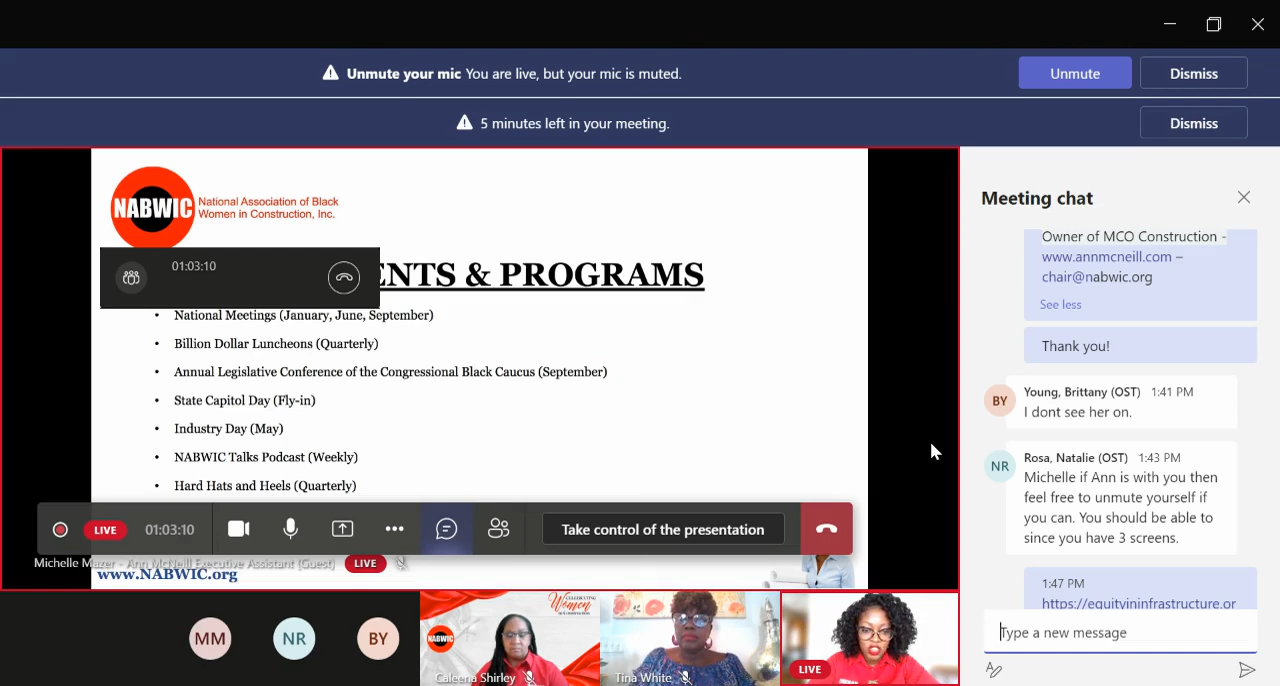 Unmute your mic You are live, but your mic is muted.
Unmute
Dismiss
5 minutes left in your meeting.
Dismiss
NABWIC
National Association of Black
Women in Construction, Inc.
01:03:10
ENTS & PROGRAMS
• National Meetings (January, June, September)
• Billion Dollar Luncheons (Quarterly)
• Annual Legislative Conference of the Congressional Black Caucus (September)
• State Capitol Day (Fly-in)
• Industry Day (May)
• NABWIC Talks Podcast (Weekly)
• Hard Hats and Heels (Quarterly)
LIVE
01:03:10
Take control of the presentation
Michelle Mazer - Ann McNeill Executive Assistant (Guest)
LIVE
www.NABWIC.org
MM
NR
BY
CELEBRATING
Women
NABWIC
Caleena Shirley
Tina White
LIVE
Meeting chat
Owner of MCO Construction -
www.annmcneill.com –
chair@nabwic.org
See less
Thank you!
BY
Young, Brittany (OST) 1:41 PM
I dont see her on.
NR
Rosa, Natalie (OST) 1:43 PM
Michelle if Ann is with you then
feel free to unmute yourself if
you can. You should be able to
since you have 3 screens.
1:47 PM
https://equityininfrastructure.or
Type a new message